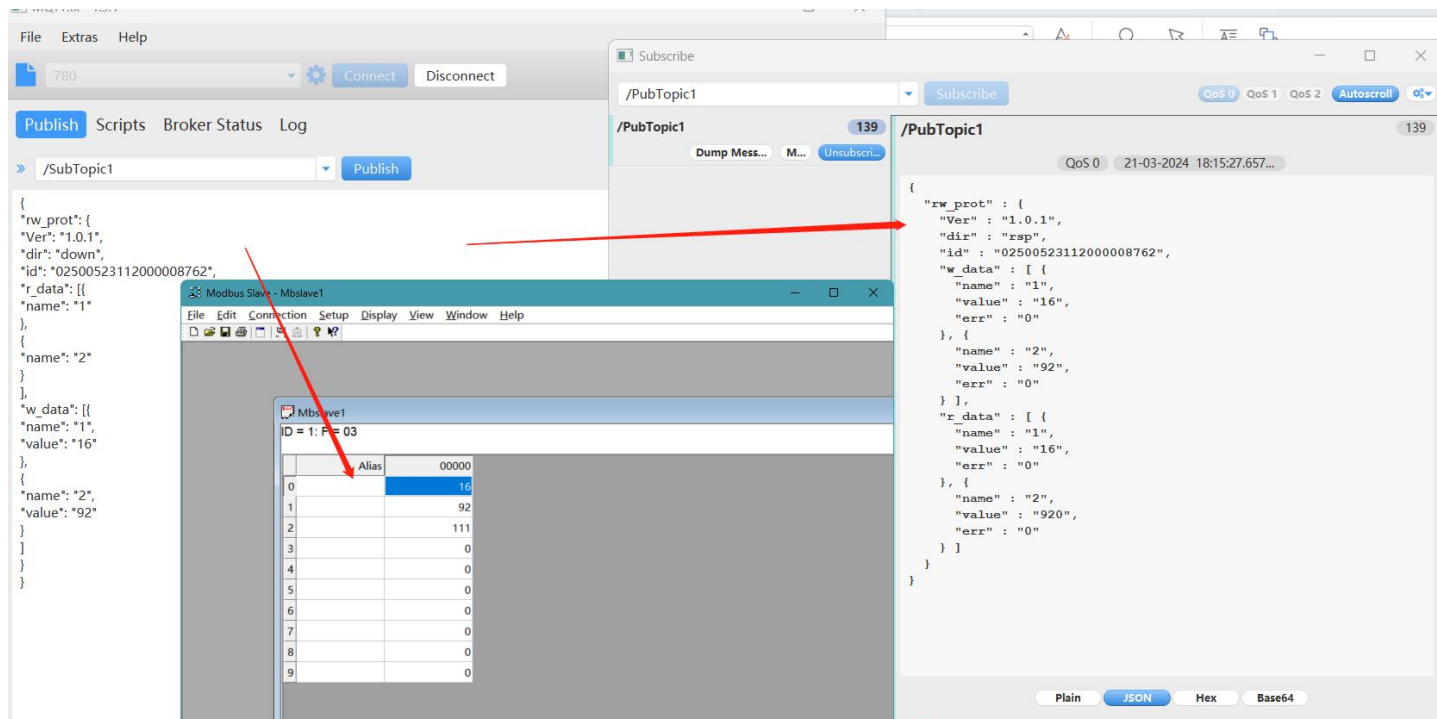 File Extras Help
780 Connect Disconnect
Publish Scripts Broker Status Log
/SubTopic1 Publish
{
"rw_prot": {
"Ver": "1.0.1",
"dir": "down",
"id": "02500523112000008762",
"r_data": [{
"name": "1"
},
{
"name": "2"
}
],
"w_data": [{
"name": "1",
"value": "16"
},
{
"name": "2",
"value": "92"
}
]
}
}
Modbus Slave - Mbslave1
File Edit Connection Setup Display View Window Help
Mbslave1
ID = 1: F = 03
Alias 00000
0 16
1 92
2 111
3 0
4 0
5 0
6 0
7 0
8 0
9 0
Subscribe
/PubTopic1 Subscribe QoS 0 QoS 1 QoS 2 Autoscroll
/PubTopic1 139
Dump Mess... M... Unsubscri...
/PubTopic1 139
QoS 0 21-03-2024 18:15:27.657...
{
"rw_prot" : {
"Ver" : "1.0.1",
"dir" : "rsp",
"id" : "02500523112000008762",
"w_data" : [ {
"name" : "1",
"value" : "16",
"err" : "0"
}, {
"name" : "2",
"value" : "92",
"err" : "0"
} ],
"r_data" : [ {
"name" : "1",
"value" : "16",
"err" : "0"
}, {
"name" : "2",
"value" : "920",
"err" : "0"
} ]
}
}
Plain JSON Hex Base64